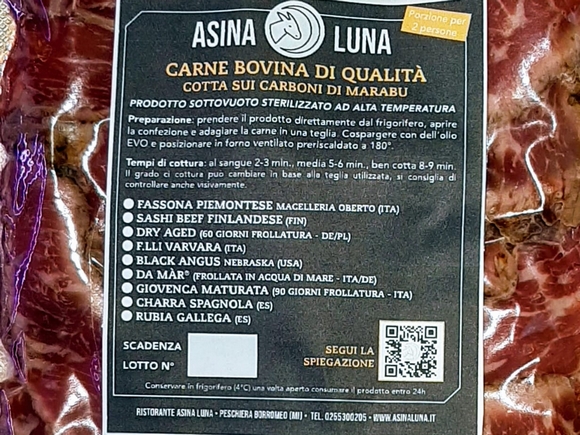 ASINA LUNA
Porzione per
2 persone
CARNE BOVINA DI QUALITÀ
COTTA SUI CARBONI DI MARABU
PRODOTTO SOTTOVUOTO STERILIZZATO AD ALTA TEMPERATURA
Preparazione: prendere il prodotto direttamente dal frigorifero, aprire
la confezione e adagiare la carne in una teglia. Cospargere con dell'olio
EVO e posizionare in forno ventilato preriscaldato a 180°.
Tempi di cottura: al sangue 2-3 min., media 5-6 min., ben cotta 8-9 min.
Il grado ci cottura può cambiare in base alla teglia utilizzata, si consiglia di
controllare anche visivamente.
FASSONA PIEMONTESE MACELLERIA OBERTO (ITA)
SASHI BEEF FINLANDESE (FIN)
DRY AGED (60 GIORNI FROLLATURA - DE/PL)
F.LLI VARVARA (ITA)
BLACK ANGUS NEBRASKA (USA)
DA MÀR° (FROLLATA IN ACQUA DI MARE - ITA/DE)
GIOVENCA MATURATA (90 GIORNI FROLLATURA - ITA)
CHARRA SPAGNOLA (ES)
RUBIA GALLEGA (ES)
SCADENZA
LOTTO N°
SEGUI LA
SPIEGAZIONE
Conservare in frigorifero (4°C) una volta aperto consumare il prodotto entro 24h
RISTORANTE ASINA LUNA - PESCHIERA BORROMEO (MI) - TEL. 0255300205 - WWW.ASINALUNA.IT